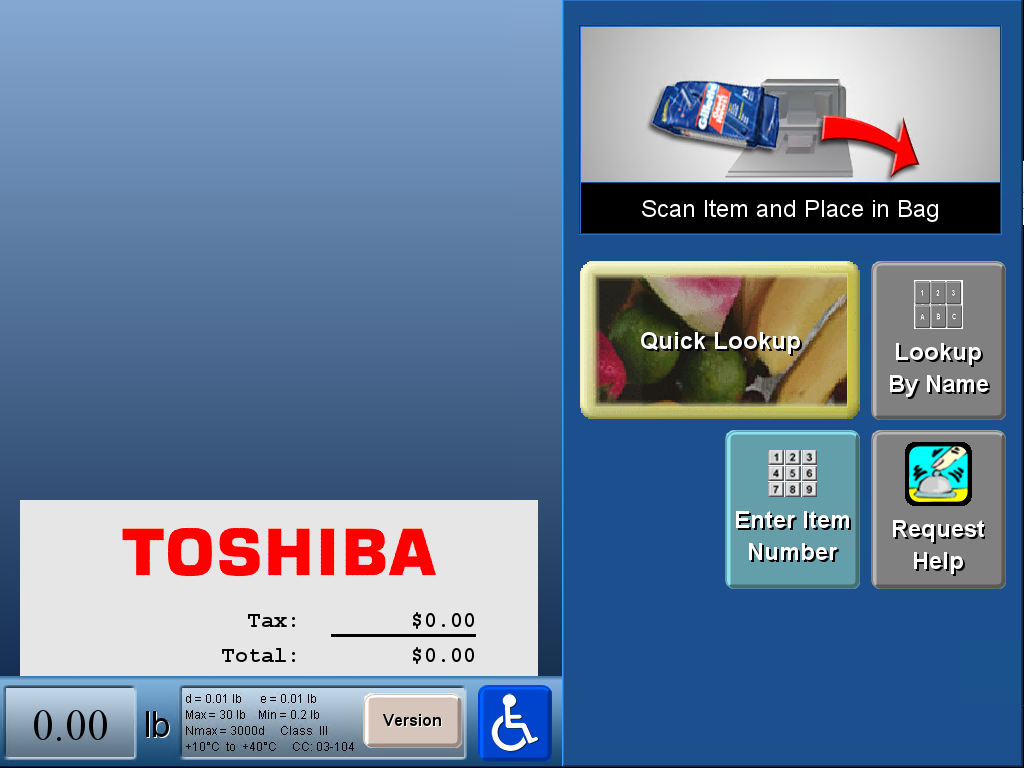 Gillette
Scan Item and Place in Bag
Quick Lookup
1 2 3
A B C
Lookup
By Name
1 2 3
4 5 6
7 8 9
Enter Item
Number
Request
Help
TOSHIBA
Tax: $0.00
Total: $0.00
0.00 lb
d = 0.01 lb e = 0.01 lb
Max = 30 lb Min = 0.2 lb
Nmax = 3000d Class III
+10°C to +40°C CC: 03-104
Version